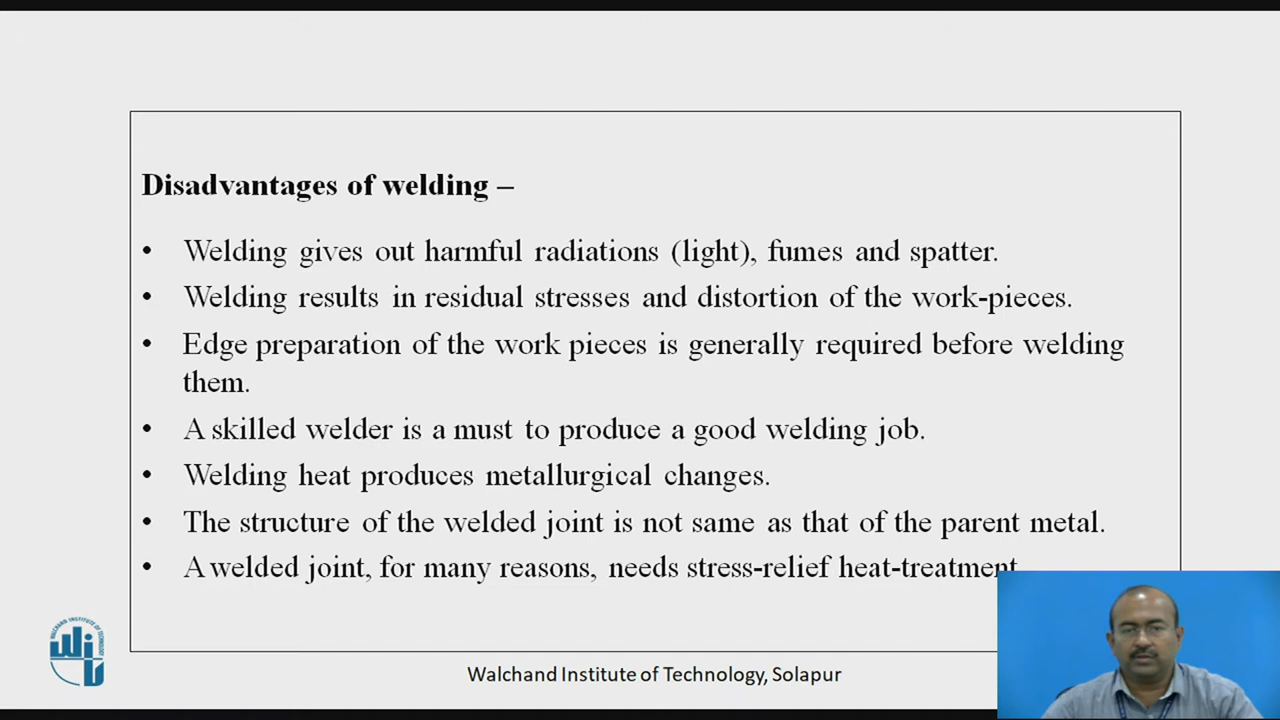 Disadvantages of welding –
• Welding gives out harmful radiations (light), fumes and spatter.
• Welding results in residual stresses and distortion of the work-pieces.
• Edge preparation of the work pieces is generally required before welding
them.
• A skilled welder is a must to produce a good welding job.
• Welding heat produces metallurgical changes.
• The structure of the welded joint is not same as that of the parent metal.
• A welded joint, for many reasons, needs stress-relief heat-treatment
WALCHAND INSTITUTE OF TECHNOLOGY
Walchand Institute of Technology, Solapur